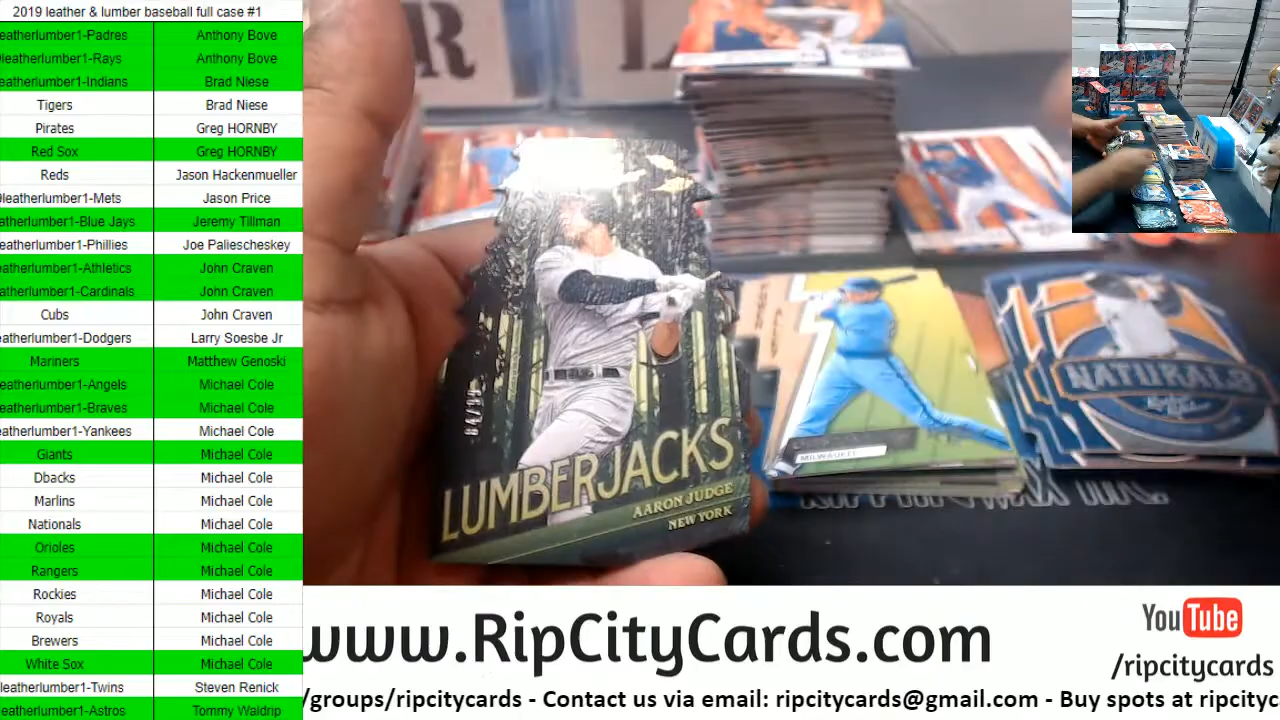 2019 leather & lumber baseball full case #1
eatherlumber1-Padres Anthony Bove
leatherlumber1-Rays Anthony Bove
eatherlumber1-Indians Brad Niese
Tigers Brad Niese
Pirates Greg HORNBY
Red Sox Greg HORNBY
Reds Jason Hackenmueller
leatherlumber1-Mets Jason Price
atherlumber1-Blue Jays Jeremy Tillman
eatherlumber1-Phillies Joe Paliescheskey
eatherlumber1-Athletics John Craven
atherlumber1-Cardinals John Craven
Cubs John Craven
eatherlumber1-Dodgers Larry Soesbe Jr
Mariners Matthew Genoski
eatherlumber1-Angels Michael Cole
eatherlumber1-Braves Michael Cole
eatherlumber1-Yankees Michael Cole
Giants Michael Cole
Dbacks Michael Cole
Marlins Michael Cole
Nationals Michael Cole
Orioles Michael Cole
Rangers Michael Cole
Rockies Michael Cole
Royals Michael Cole
Brewers Michael Cole
White Sox Michael Cole
leatherlumber1-Twins Steven Renick
eatherlumber1-Astros Tommy Waldrip
LUMBERJACKS
AARON JUDGE
NEW YORK
MILWAUKEE
NATURALS
www.RipCityCards.com
YouTube
/ripcitycards
/groups/ripcitycards - Contact us via email: ripcitycards@gmail.com - Buy spots at ripcityc